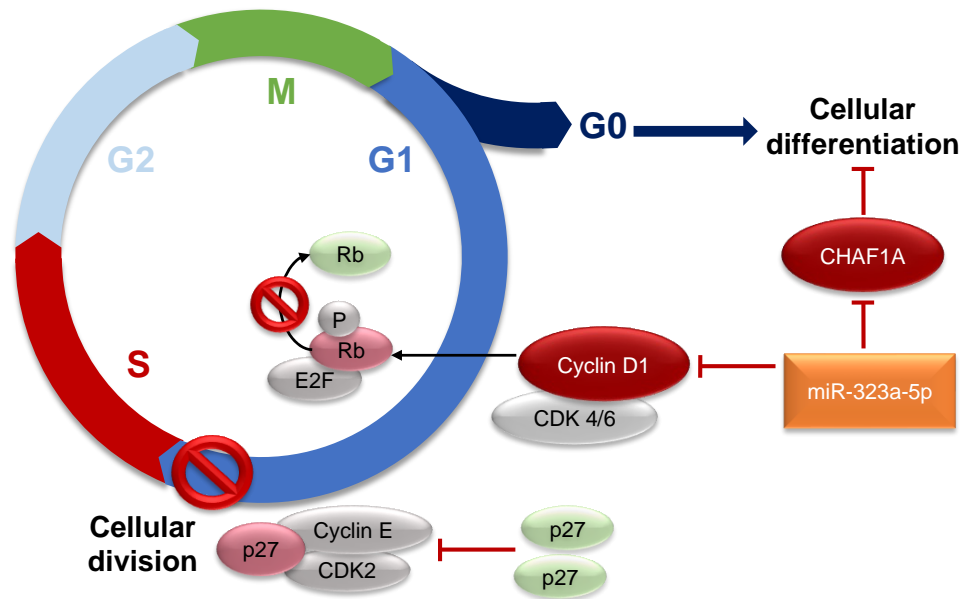 M
G2
G1
G0
Cellular
differentiation
CHAF1A
Rb
P
Rb
E2F
S
Cyclin D1
CDK 4/6
miR-323a-5p
Cellular
division
p27
Cyclin E
CDK2
p27
p27